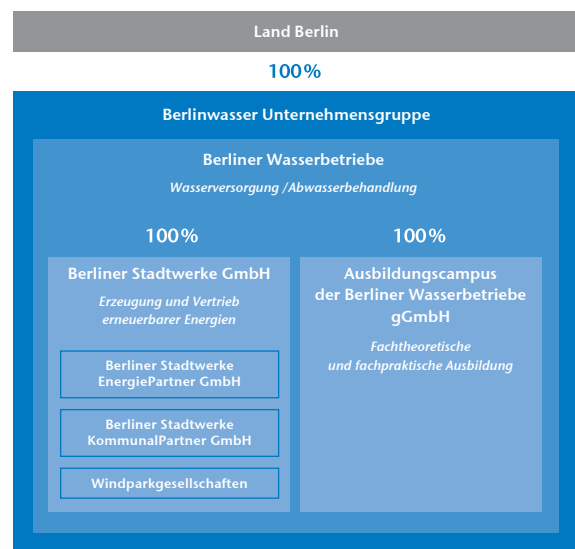 Land Berlin
100%
Berlinwasser Unternehmensgruppe
Berliner Wasserbetriebe
Wasserversorgung /Abwasserbehandlung
100%
Berliner Stadtwerke GmbH
Erzeugung und Vertrieb
erneuerbarer Energien
Berliner Stadtwerke
EnergiePartner GmbH
Berliner Stadtwerke
KommunalPartner GmbH
Windparkgesellschaften
100%
Ausbildungscampus
der Berliner Wasserbetriebe
gGmbH
Fachtheoretische
und fachpraktische Ausbildung